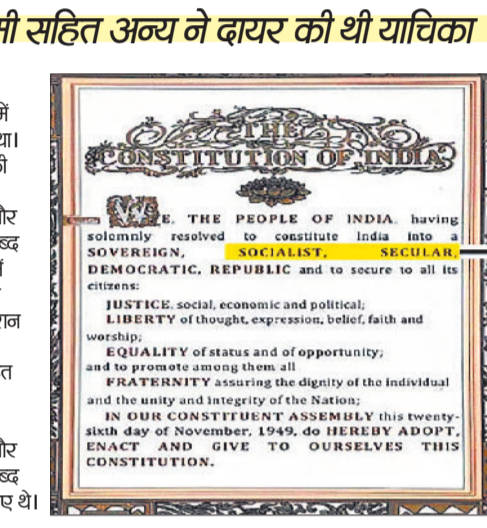 सहित अन्य ने दायर की थी याचिका
में
था।
और
ब्द
और
ब्द
ए थे।
THE
CONSTITUTION OF INDIA
WE, THE PEOPLE OF INDIA, having
solemnly resolved to constitute India into a
SOVEREIGN, SOCIALIST, SECULAR,
DEMOCRATIC, REPUBLIC and to secure to all its
citizens:
JUSTICE, social, economic and political;
LIBERTY of thought, expression, belief, faith and
worship;
EQUALITY of status and of opportunity;
and to promote among them all
FRATERNITY assuring the dignity of the individual
and the unity and integrity of the Nation;
IN OUR CONSTITUENT ASSEMBLY this twenty-
sixth day of November, 1949, do HEREBY ADOPT,
ENACT AND GIVE TO OURSELVES THIS
CONSTITUTION.